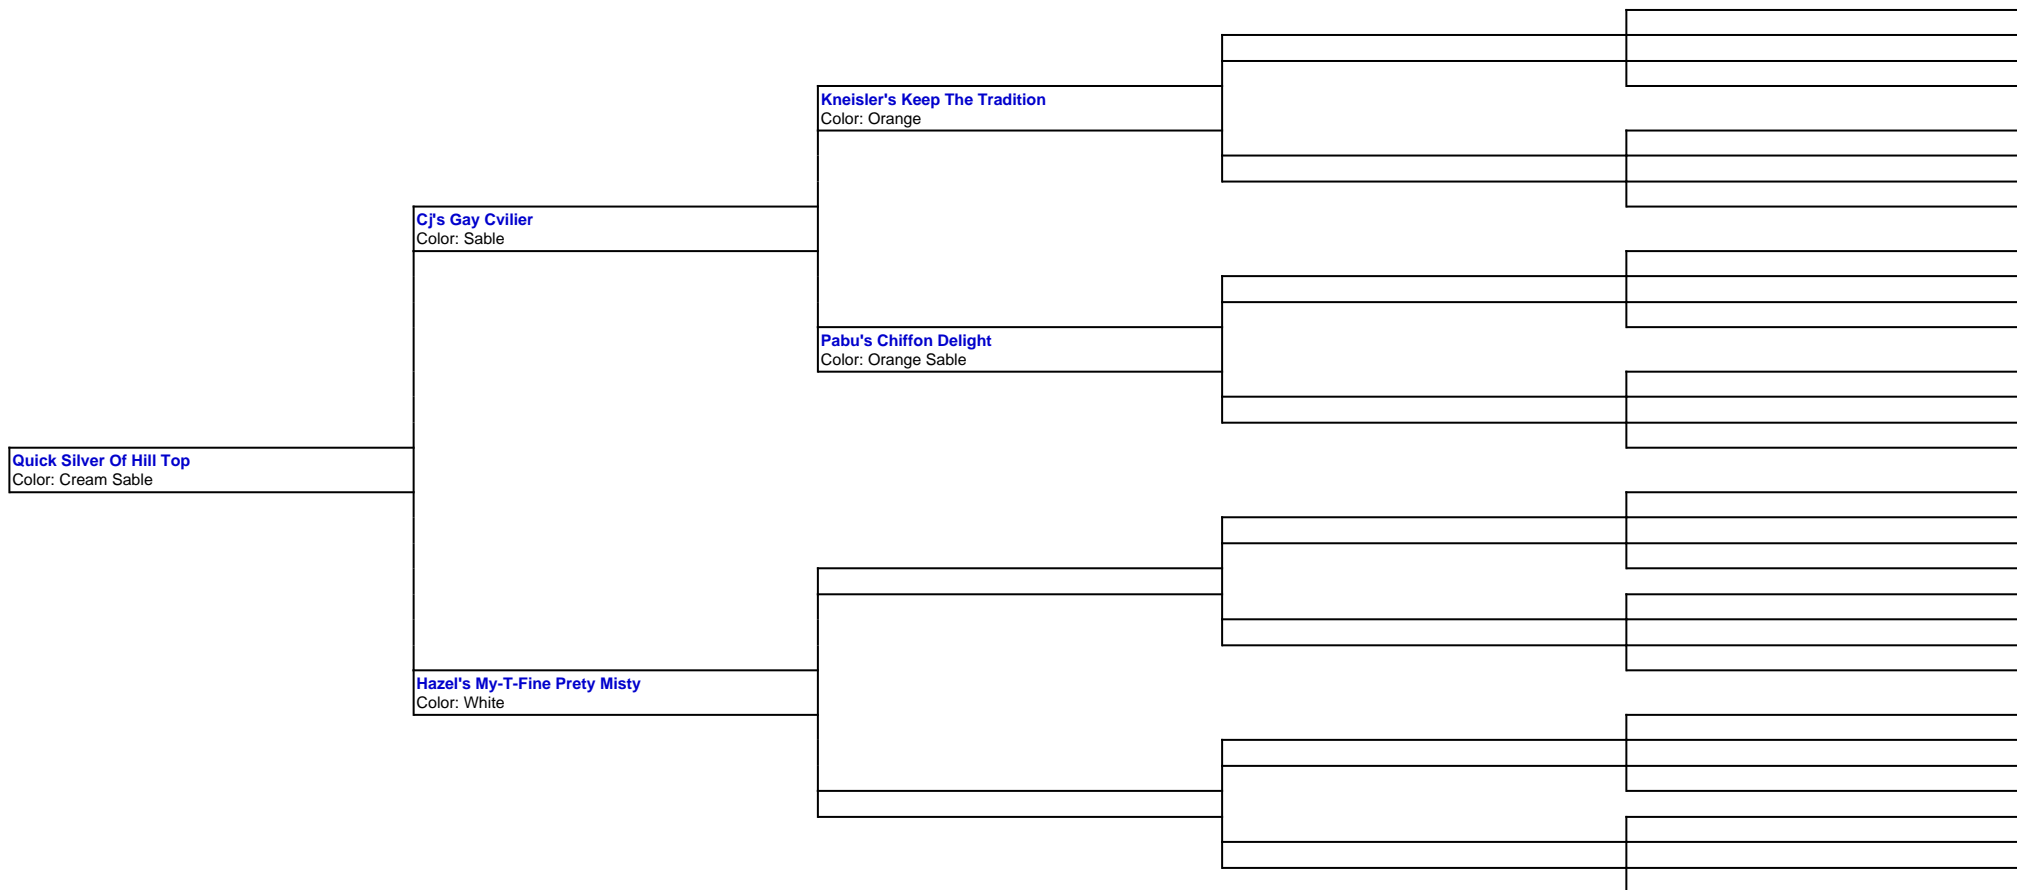 Kneisler's Keep The Tradition
Color: Orange
Cj's Gay Cvilier
Color: Sable
Pabu's Chiffon Delight
Color: Orange Sable
Quick Silver Of Hill Top
Color: Cream Sable
Hazel's My-T-Fine Prety Misty
Color: White